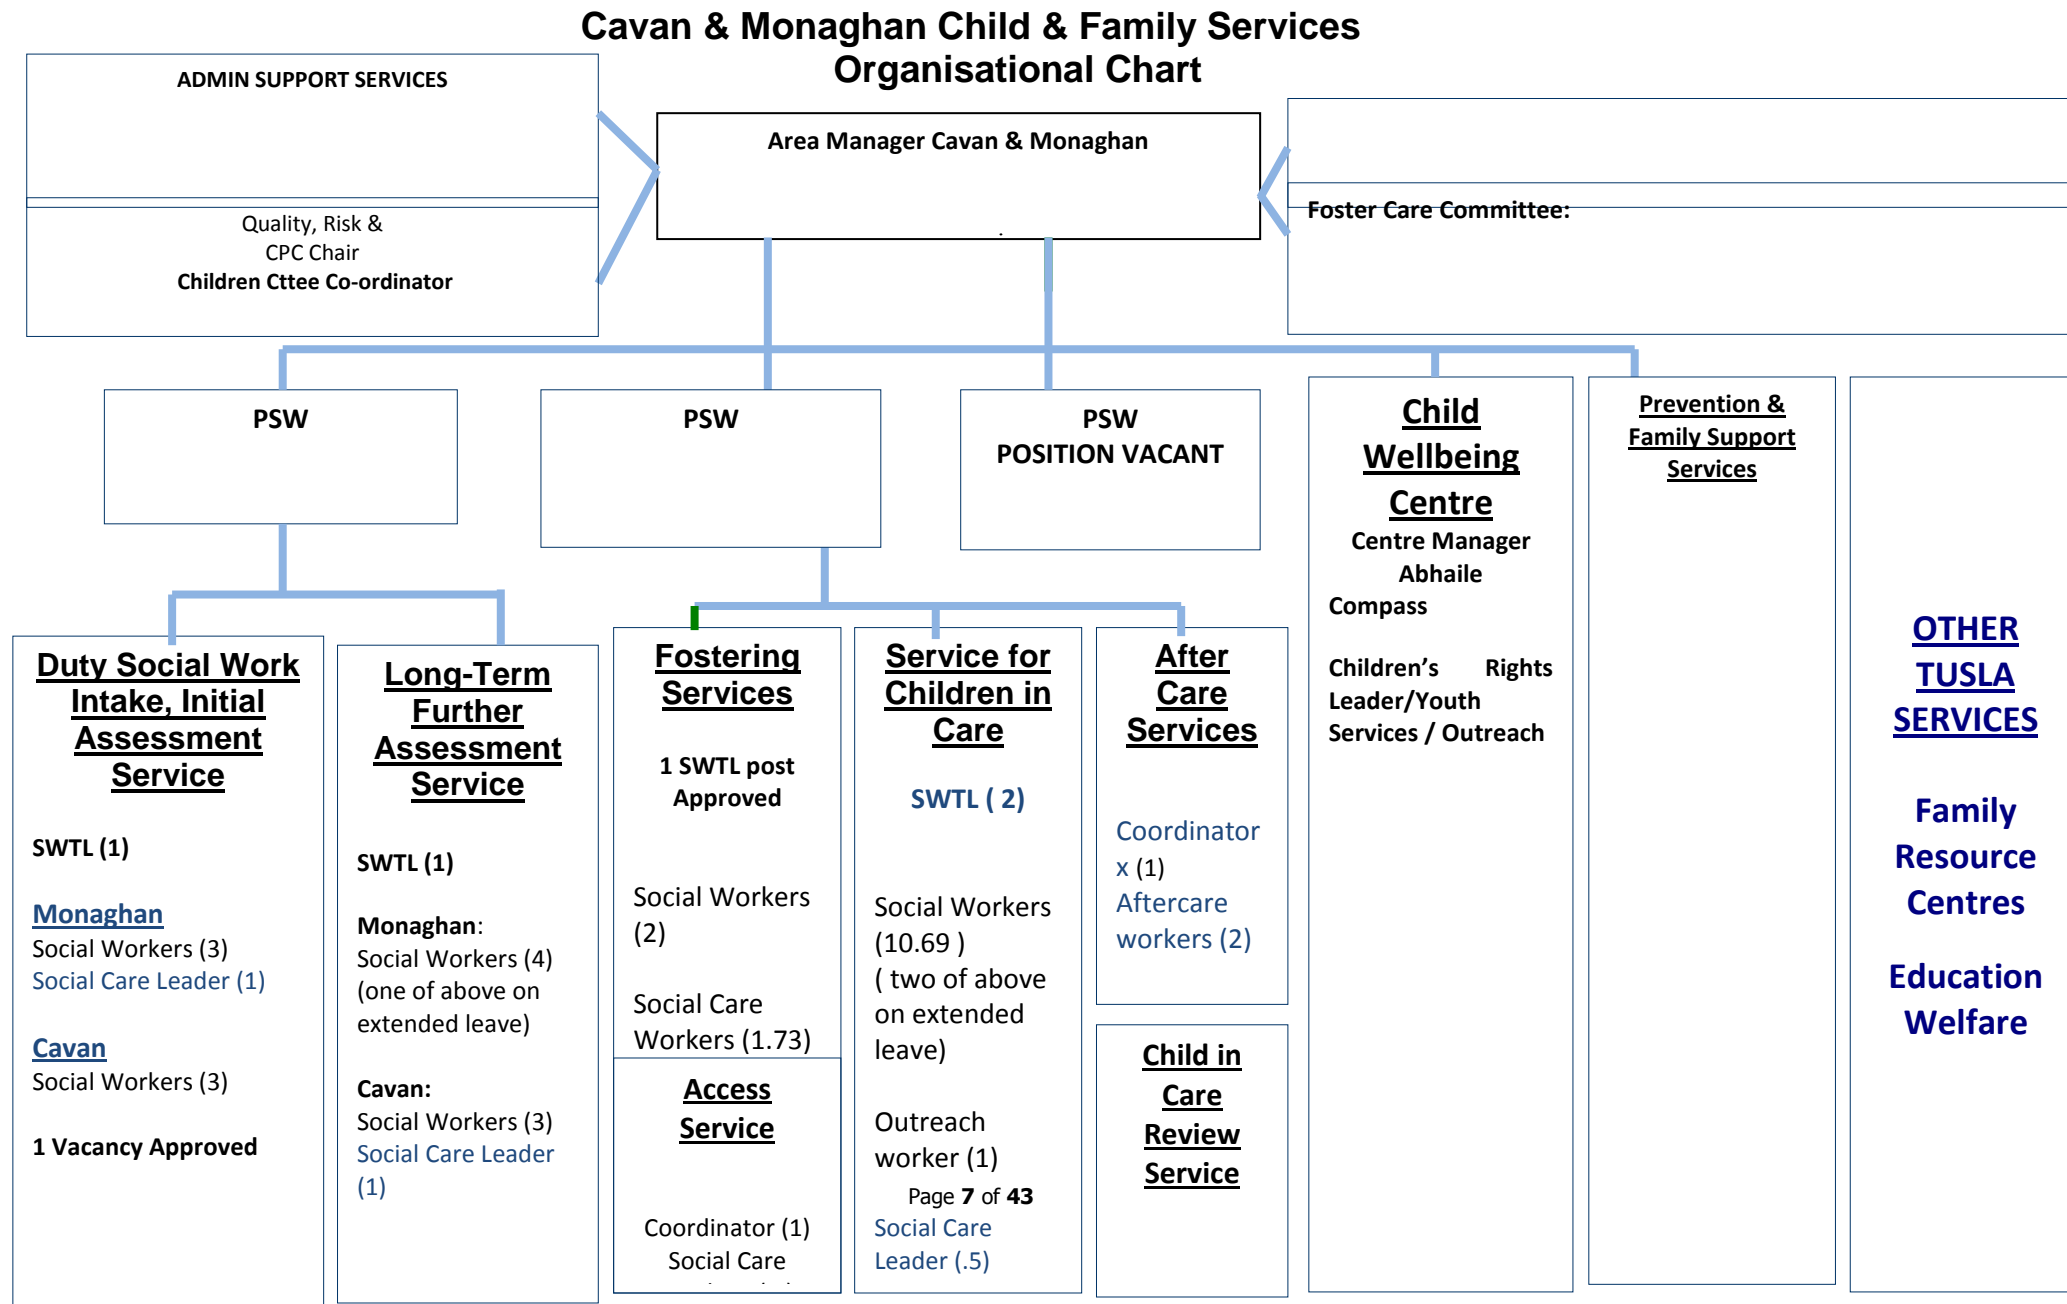 Cavan & Monaghan Child & Family Services
Organisational Chart
ADMIN SUPPORT SERVICES
Quality, Risk &
CPC Chair
Children Cttee Co-ordinator
Area Manager Cavan & Monaghan
.
Foster Care Committee:
PSW
PSW
PSW
POSITION VACANT
Duty Social Work
Intake, Initial
Assessment
Service
SWTL (1)
Monaghan
Social Workers (3)
Social Care Leader (1)
Cavan
Social Workers (3)
1 Vacancy Approved
Long-Term
Further
Assessment
Service
SWTL (1)
Monaghan:
Social Workers (4)
(one of above on
extended leave)
Cavan:
Social Workers (3)
Social Care Leader
(1)
Fostering
Services
1 SWTL post
Approved
Social Workers
(2)
Social Care
Workers (1.73)
Access
Service
Coordinator (1)
Social Care
Service for
Children in
Care
SWTL ( 2)
Social Workers
(10.69 )
( two of above
on extended
leave)
Outreach
worker (1)
Page 7 of 43
Social Care
Leader (.5)
After
Care
Services
Coordinator
x (1)
Aftercare
workers (2)
Child in
Care
Review
Service
Child
Wellbeing
Centre
Centre Manager
Abhaile
Compass
Children’s Rights
Leader/Youth
Services / Outreach
Prevention &
Family Support
Services
OTHER
TUSLA
SERVICES
Family
Resource
Centres
Education
Welfare